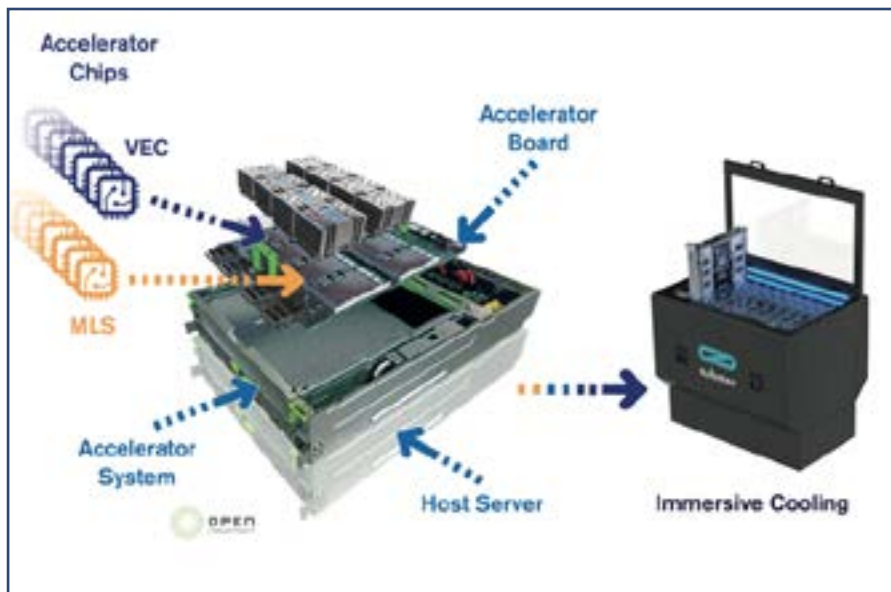 Accelerator
Chips
VEC
Accelerator
Board
MLS
Accelerator
System
Host Server
OPEN
Immersive Cooling